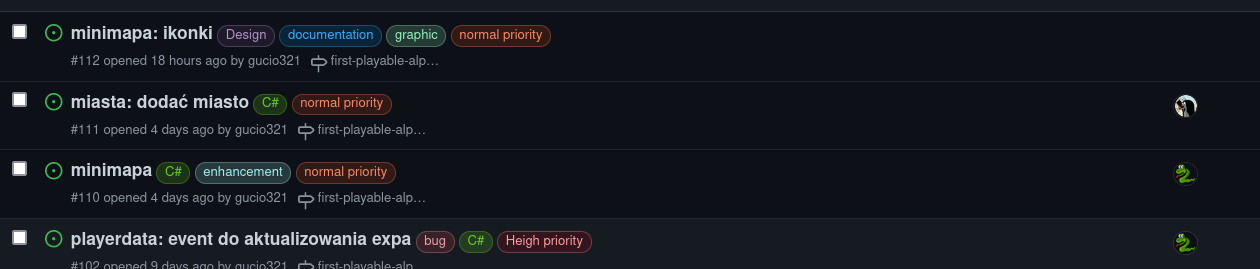 minimapa: ikonki Design documentation graphic normal priority
#112 opened 18 hours ago by gucio321 first-playable-alp…
miasta: dodać miasto C# normal priority
#111 opened 4 days ago by gucio321 first-playable-alp…
minimapa C# enhancement normal priority
#110 opened 4 days ago by gucio321 first-playable-alp…
playerdata: event do aktualizowania expa bug C# Heigh priority
#102 opened 9 days ago by gucio321 first-playable-alp